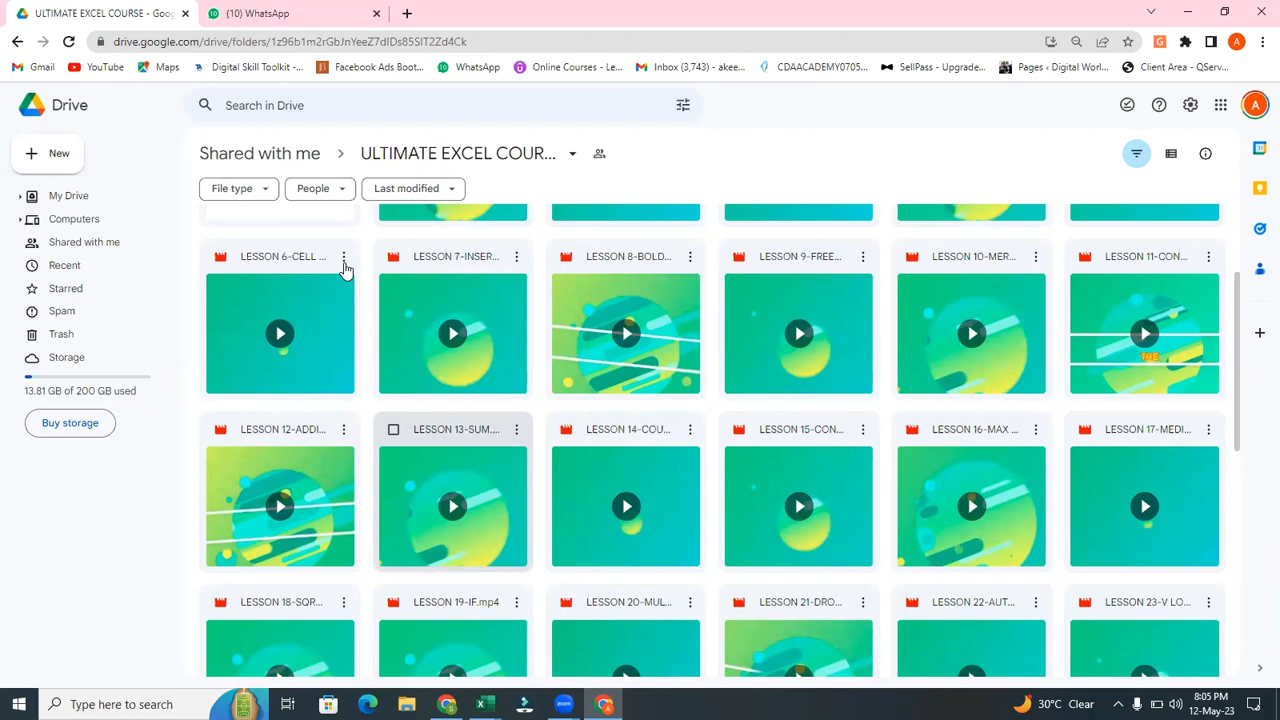 ULTIMATE EXCEL COURSE - Goo
(10) WhatsApp
drive.google.com/drive/folders/1z96b1m2rGbJnYeeZ7dIDs85SIT2Zd4Ck
Gmail
YouTube
Maps
Digital Skill Toolkit -...
Facebook Ads Boot...
WhatsApp
Online Courses - Le...
Inbox (3,743) - akee...
CDAACADEMY0705...
SellPass - Upgrade...
Pages ‹ Digital Worl...
Client Area - QServ...
Drive
Search in Drive
New
Shared with me
ULTIMATE EXCEL COUR...
File type
People
Last modified
My Drive
Computers
Shared with me
Recent
Starred
Spam
Trash
Storage
13.81 GB of 200 GB used
Buy storage
LESSON 6-CELL ...
LESSON 7-INSER...
LESSON 8-BOLD...
LESSON 9-FREE...
LESSON 10-MER...
LESSON 11-CON...
THE
LESSON 12-ADDI...
LESSON 13-SUM....
LESSON 14-COU...
LESSON 15-CON...
LESSON 16-MAX ...
LESSON 17-MEDI...
LESSON 18-SQR...
LESSON 19-IF.mp4
LESSON 20-MUL...
LESSON 21-DRO...
LESSON 22-AUT...
LESSON 23-V LO...
Type here to search
zoom
30°C Clear
8:05 PM
12-May-23